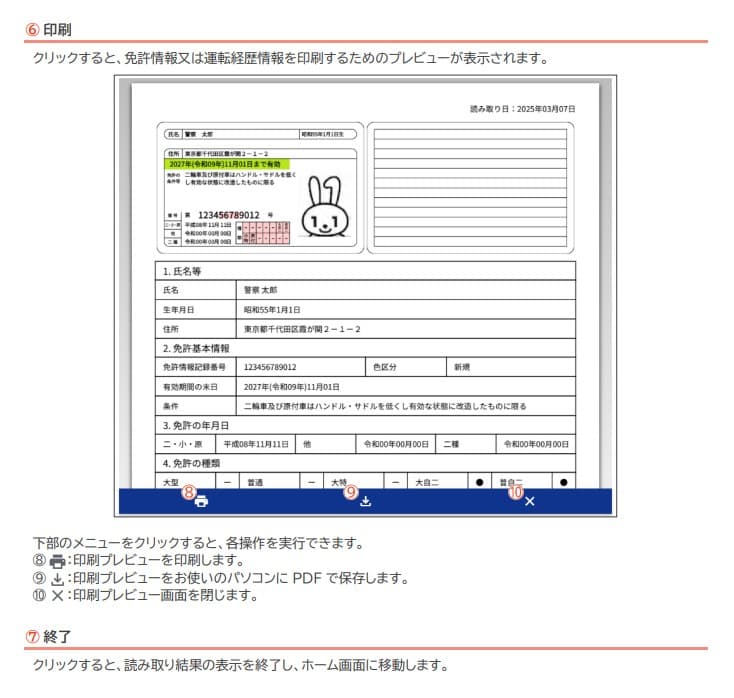 ⑥ 印刷
クリックすると、免許情報又は運転経歴情報を印刷するためのプレビューが表示されます。
読み取り日：2025年03月07日
氏名 警察 太郎 昭和55年1月1日生
住所 東京都千代田区霞が関２－１－２
2027年(令和09年)11月01日まで有効
免許の 二輪車及び原付車はハンドル・サドルを低く
条件等 し有効な状態に改造したものに限る
番号 第 123456789012 号
二・小・原 平成08年11月11日
他 令和00年00月00日
二種 令和00年00月00日
1. 氏名等
氏名 警察 太郎
生年月日 昭和55年1月1日
住所 東京都千代田区霞が関２－１－２
2. 免許基本情報
免許情報記録番号 123456789012 色区分 新規
有効期間の末日 2027年(令和09年)11月01日
条件 二輪車及び原付車はハンドル・サドルを低くし有効な状態に改造したものに限る
3. 免許の年月日
二・小・原 平成08年11月11日 他 令和00年00月00日 二種 令和00年00月00日
4. 免許の種類
大型 － 普通 － 大特 － 大自二 ● 普自二 ●
⑧ ⑨ ⑩
下部のメニューをクリックすると、各操作を実行できます。
⑧ ：印刷プレビューを印刷します。
⑨ ：印刷プレビューをお使いのパソコンに PDF で保存します。
⑩ ✕：印刷プレビュー画面を閉じます。
⑦ 終了
クリックすると、読み取り結果の表示を終了し、ホーム画面に移動します。